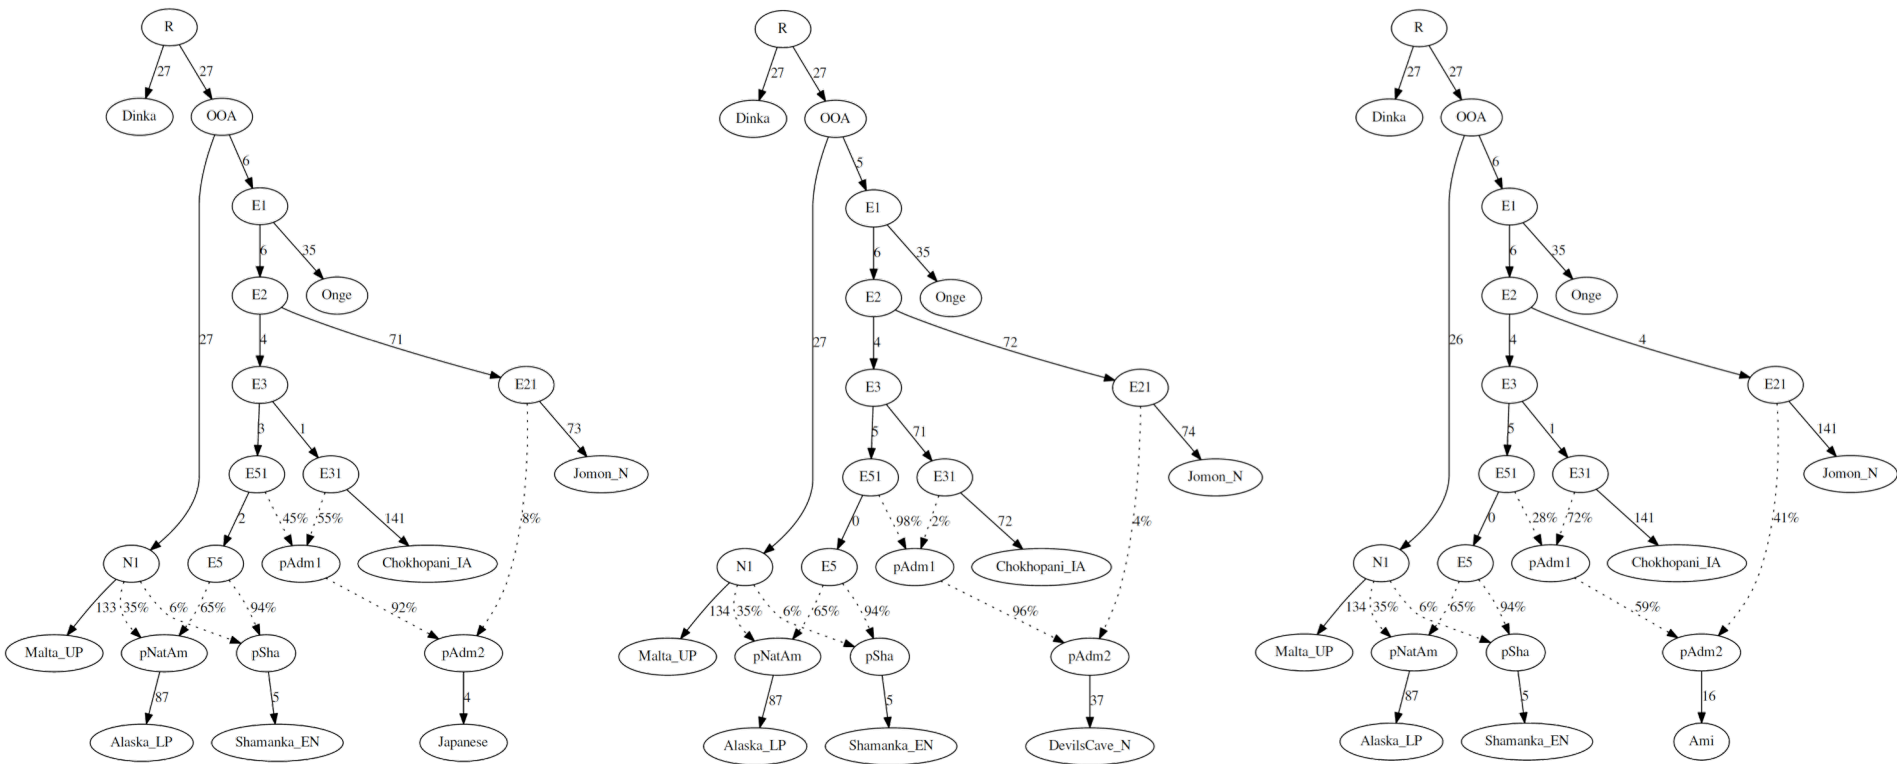 R
27
27
Dinka
OOA
6
E1
6
35
E2
Onge
27
4
71
E3
E21
3
1
73
E51
E31
Jomon_N
2
45%
55%
141
8%
N1
E5
pAdm1
Chokhopani_IA
133
35%
6%
65%
94%
92%
Malta_UP
pNatAm
pSha
pAdm2
87
5
4
Alaska_LP
Shamanka_EN
Japanese
R
27
27
Dinka
OOA
5
E1
6
35
E2
Onge
27
4
72
E3
E21
5
71
74
E51
E31
Jomon_N
0
98%
2%
72
4%
N1
E5
pAdm1
Chokhopani_IA
134
35%
6%
65%
94%
96%
Malta_UP
pNatAm
pSha
pAdm2
87
5
37
Alaska_LP
Shamanka_EN
DevilsCave_N
R
27
27
Dinka
OOA
6
E1
6
35
E2
Onge
26
4
4
E3
E21
5
1
141
E51
E31
Jomon_N
0
28%
72%
141
41%
N1
E5
pAdm1
Chokhopani_IA
134
35%
6%
65%
94%
59%
Malta_UP
pNatAm
pSha
pAdm2
87
5
16
Alaska_LP
Shamanka_EN
Ami